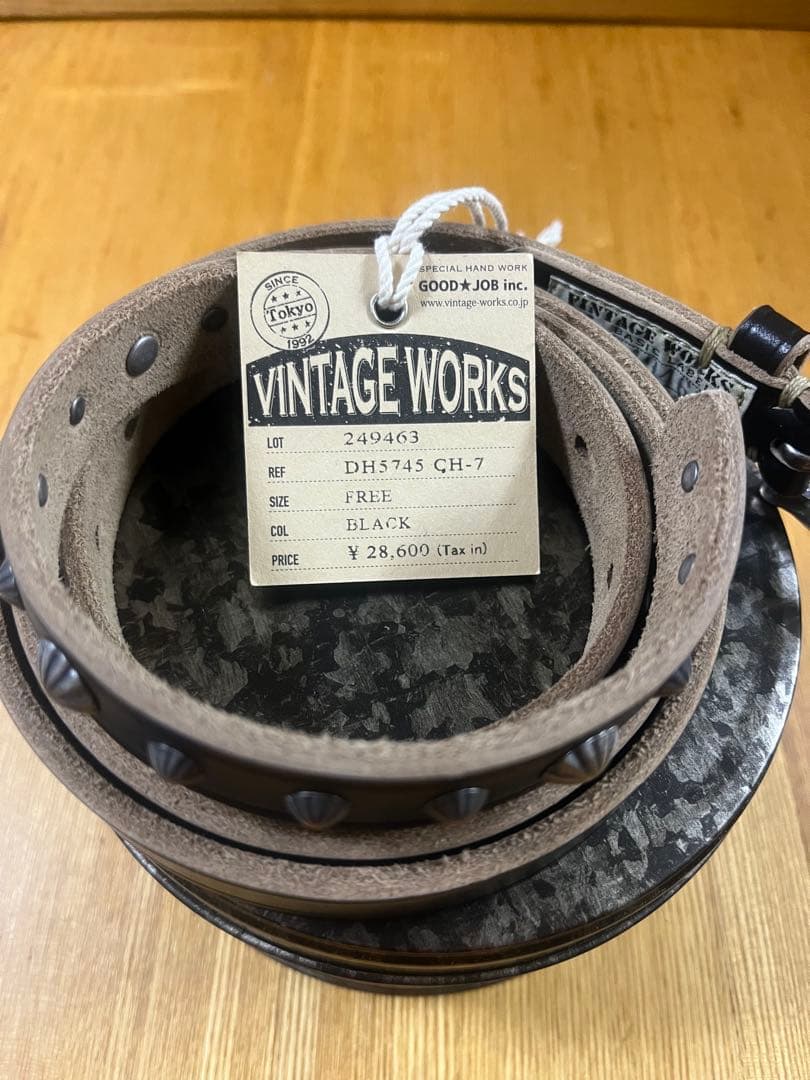 SPECIAL HAND WORK
GOOD★JOB inc.
www.vintage-works.co.jp
SINCE
Tokyo
1992
VINTAGE WORKS
LOT 249463
REF DH5745 CH-7
SIZE FREE
COL BLACK
PRICE ¥ 28,600 (Tax in)
VINTAGE WORKS